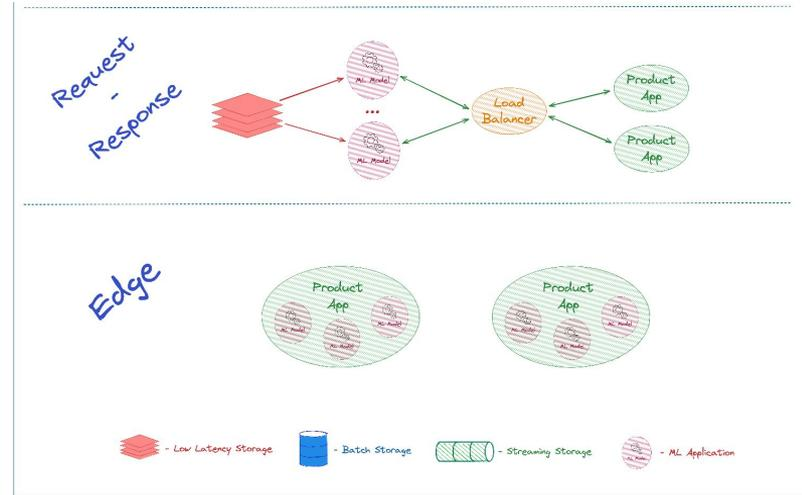 Request
-
Response
ML Model
...
ML Model
Load
Balancer
Product
App
Product
App
Edge
Product
App
ML Model
ML Model
ML Model
Product
App
ML Model
ML Model
ML Model
- Low Latency Storage
- Batch Storage
- Streaming Storage
ML Model
- ML Application